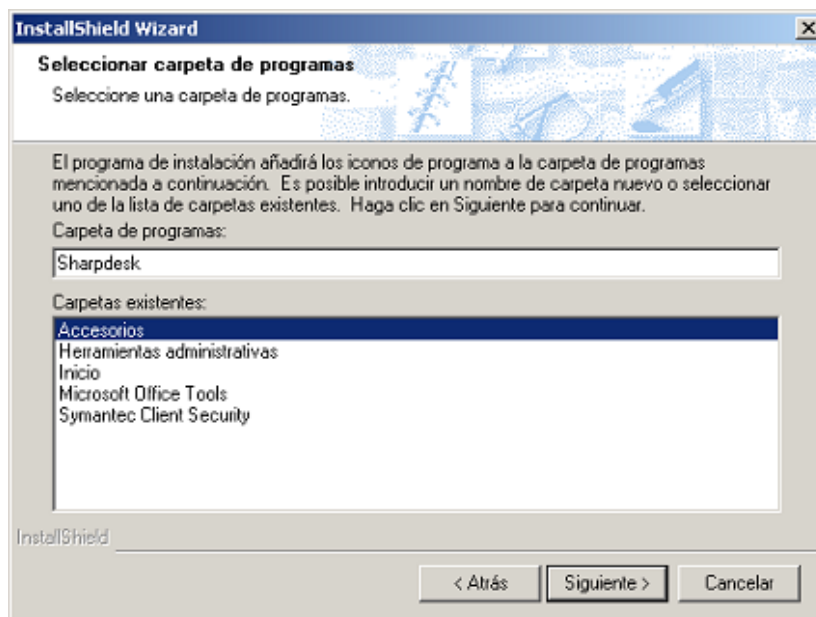 InstallShield Wizard
Seleccionar carpeta de programas
Seleccione una carpeta de programas.
El programa de instalación añadirá los iconos de programa a la carpeta de programas
mencionada a continuación. Es posible introducir un nombre de carpeta nuevo o seleccionar
uno de la lista de carpetas existentes. Haga clic en Siguiente para continuar.
Carpeta de programas:
Sharpdesk
Carpetas existentes:
Accesorios
Herramientas administrativas
Inicio
Microsoft Office Tools
Symantec Client Security
InstallShield
< Atrás Siguiente > Cancelar